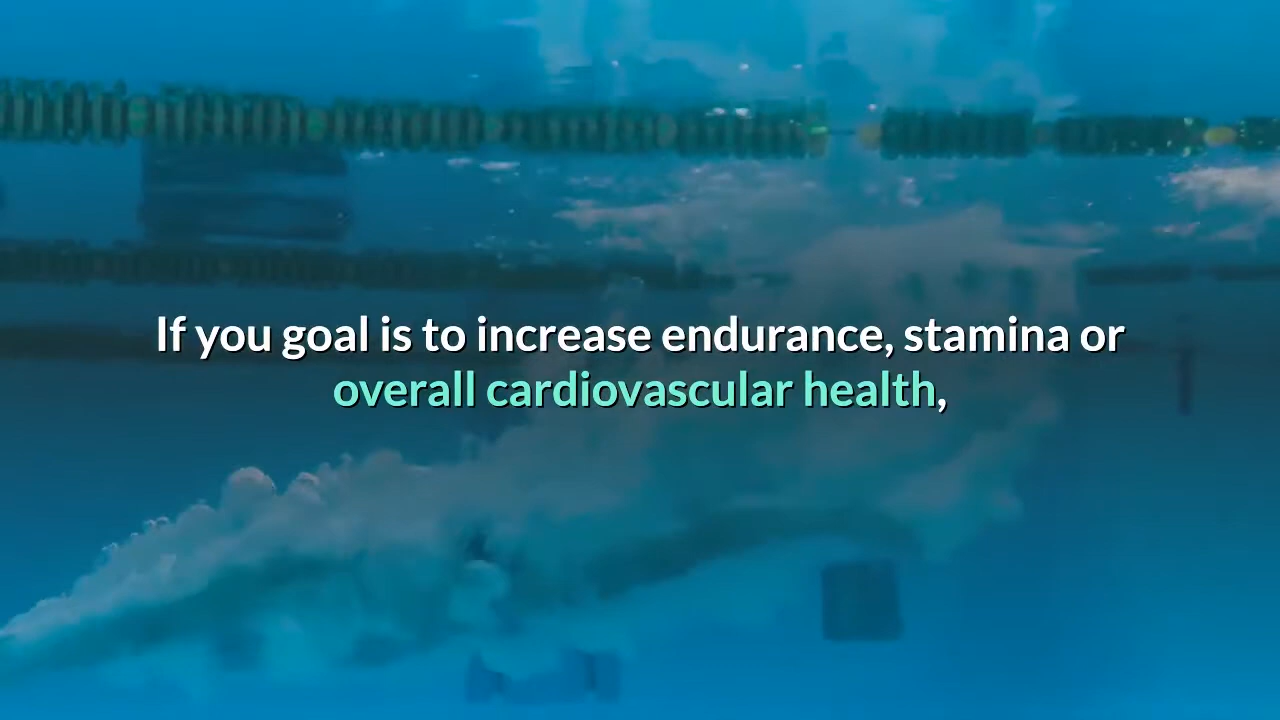 If you goal is to increase endurance, stamina or
overall cardiovascular health,